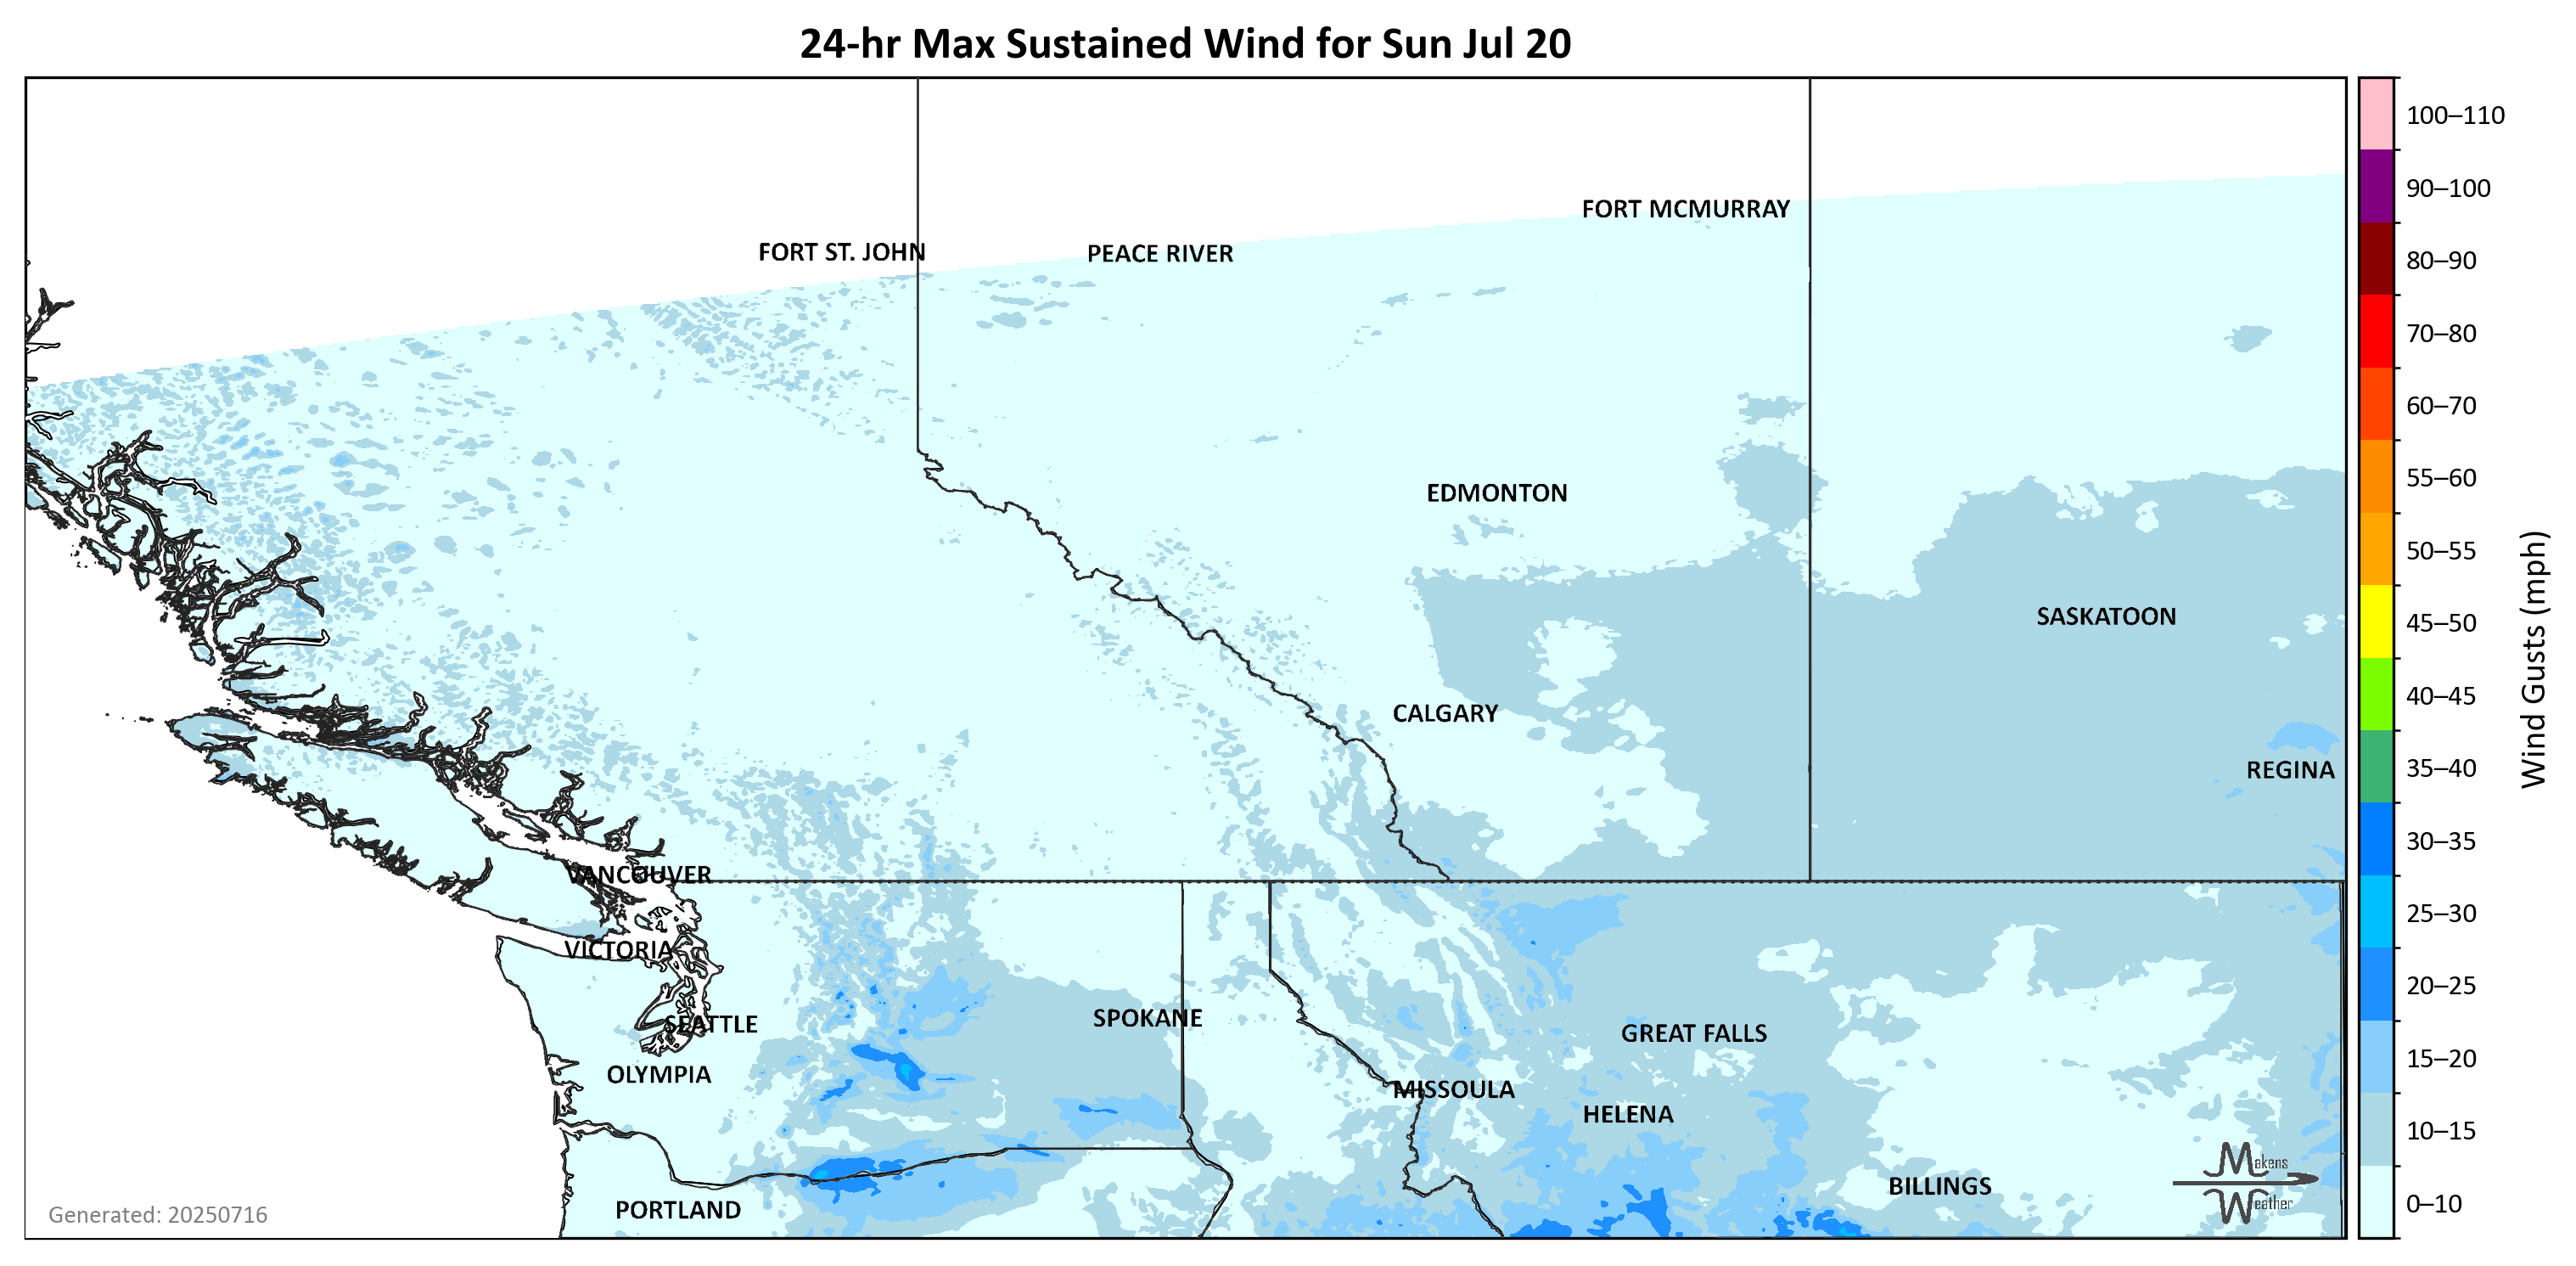 24-hr Max Sustained Wind for Sun Jul 20
FORT MCMURRAY
FORT ST. JOHN
PEACE RIVER
EDMONTON
SASKATOON
CALGARY
REGINA
VANCOUVER
VICTORIA
SEATTLE
SPOKANE
GREAT FALLS
OLYMPIA
MISSOULA
HELENA
BILLINGS
PORTLAND
Makens
Weather
Generated: 20250716
100–110
90–100
80–90
70–80
60–70
55–60
50–55
45–50
40–45
35–40
30–35
25–30
20–25
15–20
10–15
0–10
Wind Gusts (mph)